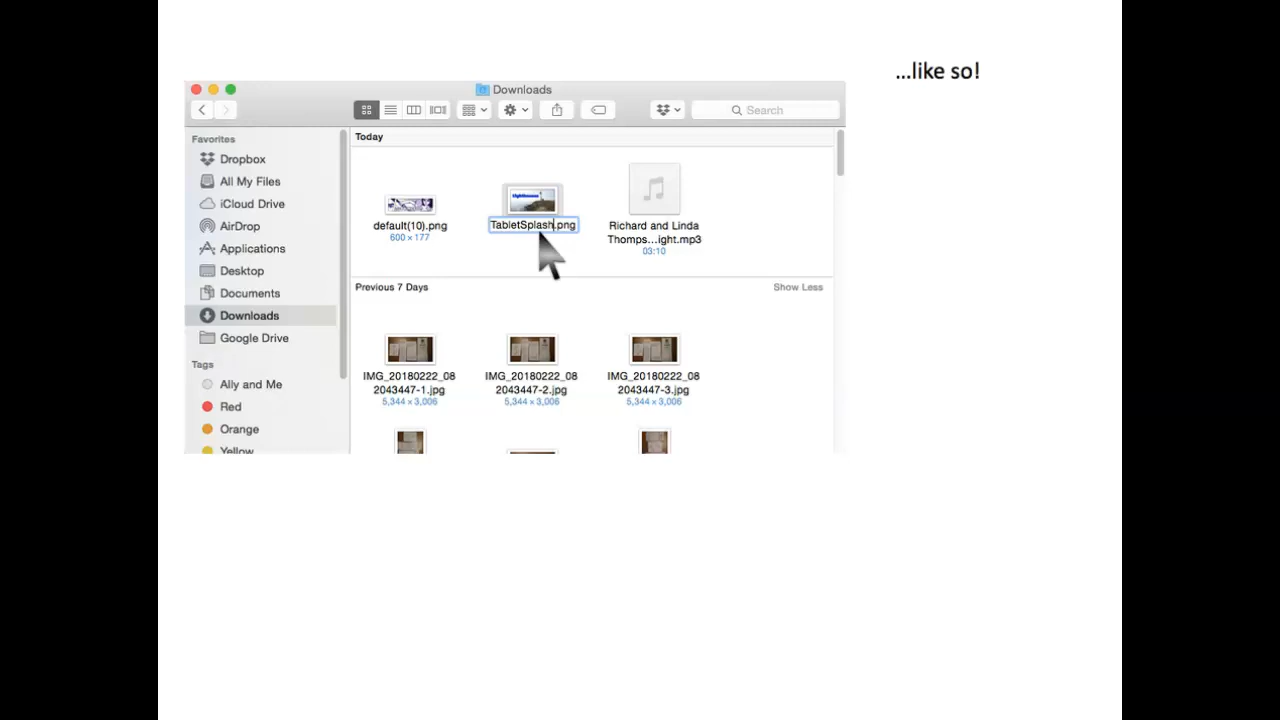 ...like so!
Downloads
Search
Favorites
Dropbox
All My Files
iCloud Drive
AirDrop
Applications
Desktop
Documents
Downloads
Google Drive
Tags
Ally and Me
Red
Orange
Yellow
Today
default(10).png
600 × 177
TabletSplash.png
Richard and Linda
Thomps...ight.mp3
03:10
Previous 7 Days
Show Less
IMG_20180222_08
2043447-1.jpg
5,344 × 3,006
IMG_20180222_08
2043447-2.jpg
5,344 × 3,006
IMG_20180222_08
2043447-3.jpg
5,344 × 3,006